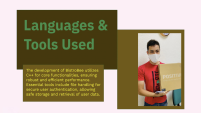 Languages &
Tools Used
The development of BistroBee utilizes
C++ for core functionalities, ensuring
robust and efficient performance.
Essential tools include file handling for
secure user authentication, allowing
safe storage and retrieval of user data.